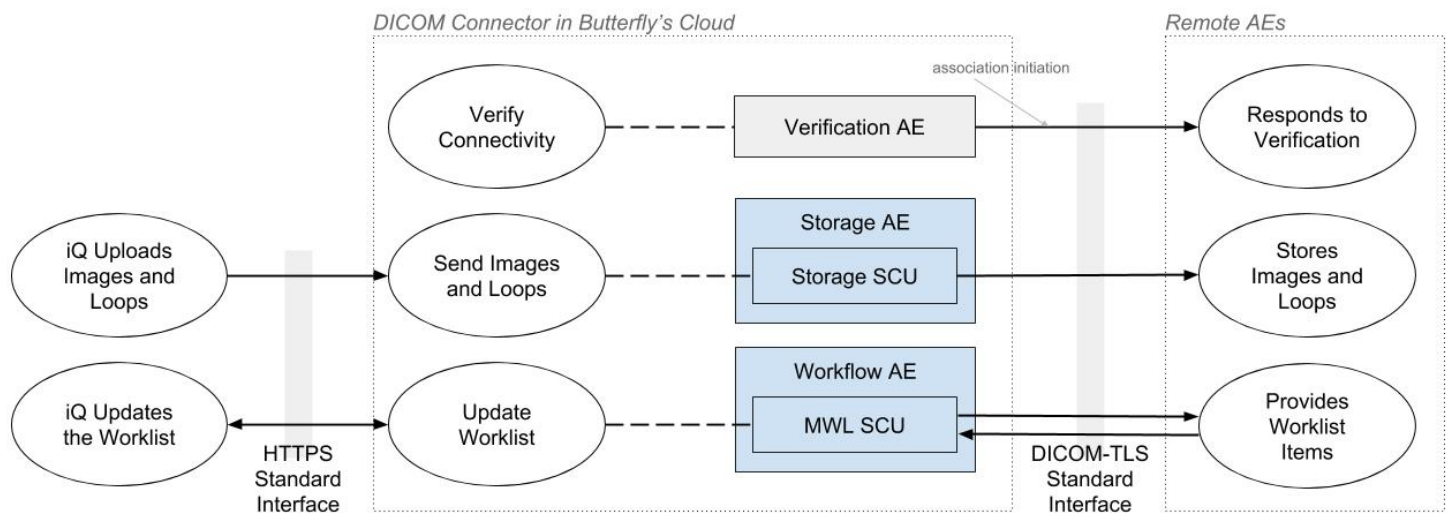 DICOM Connector in Butterfly's Cloud
Remote AEs
association initiation
Verify
Connectivity
Verification AE
Responds to
Verification
iQ Uploads
Images and
Loops
Send Images
and Loops
Storage AE
Storage SCU
Stores
Images and
Loops
iQ Updates
the Worklist
Update
Worklist
Workflow AE
MWL SCU
Provides
Worklist
Items
HTTPS
Standard
Interface
DICOM-TLS
Standard
Interface